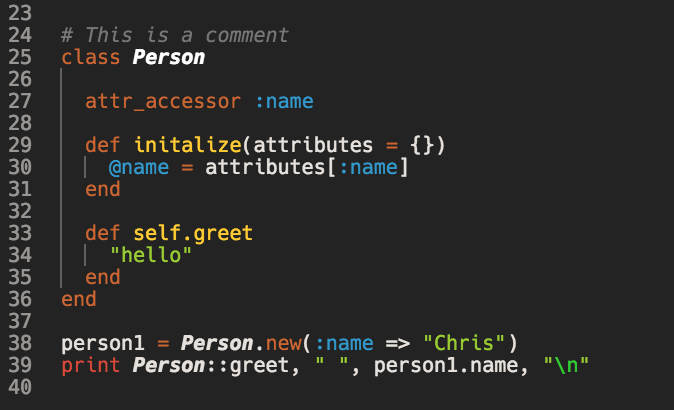 23
24 # This is a comment
25 class Person
26
27 attr_accessor :name
28
29 def initalize(attributes = {})
30 @name = attributes[:name]
31 end
32
33 def self.greet
34 "hello"
35 end
36 end
37
38 person1 = Person.new(:name => "Chris")
39 print Person::greet, " ", person1.name, "\n"
40